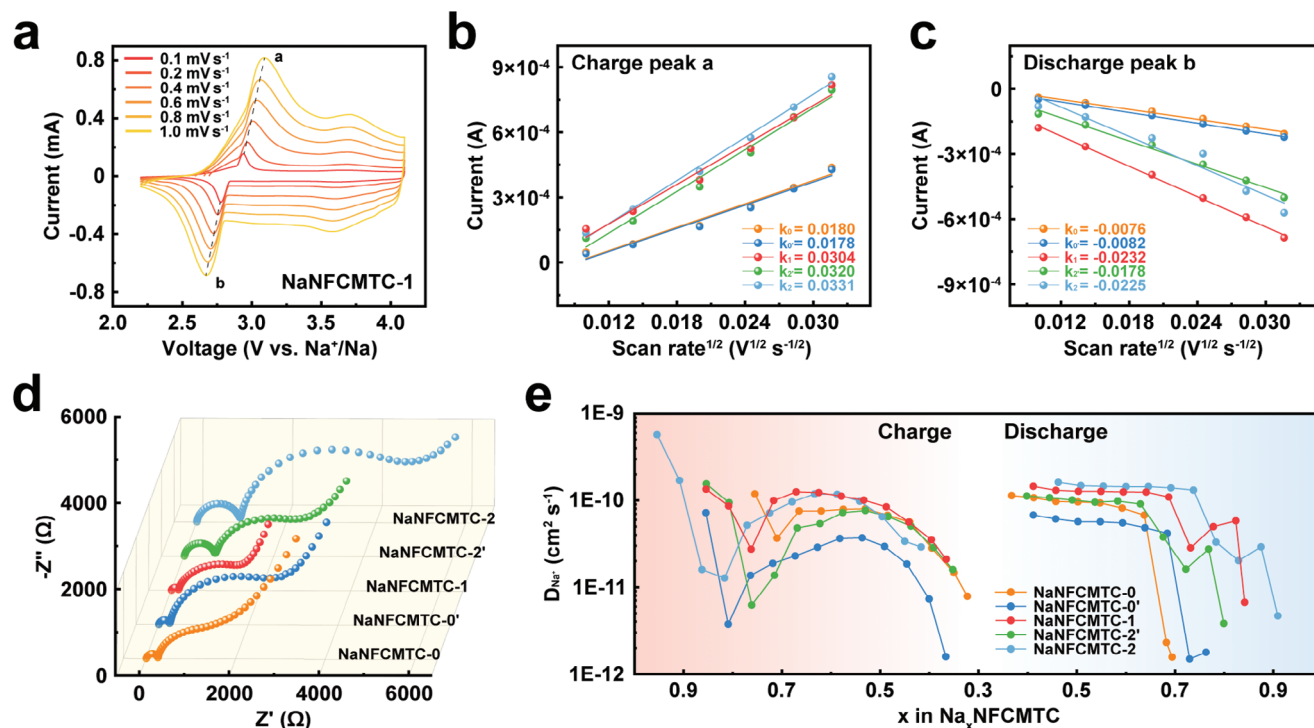 a
0.1 mV s⁻¹
0.2 mV s⁻¹
0.4 mV s⁻¹
0.6 mV s⁻¹
0.8 mV s⁻¹
1.0 mV s⁻¹
a
b
NaNFCMTC-1
0.8
0.4
0
-0.4
-0.8
Current (mA)
2.0 2.5 3.0 3.5 4.0
Voltage (V vs. Na⁺/Na)
b
Charge peak a
9×10⁻⁴
6×10⁻⁴
3×10⁻⁴
0
Current (A)
k₀= 0.0180
k₀'= 0.0178
k₁= 0.0304
k₂'= 0.0320
k₂= 0.0331
0.012 0.018 0.024 0.030
Scan rate¹/² (V¹/² s⁻¹/²)
c
Discharge peak b
0
-3×10⁻⁴
-6×10⁻⁴
-9×10⁻⁴
Current (A)
k₀= -0.0076
k₀'= -0.0082
k₁= -0.0232
k₂'= -0.0178
k₂= -0.0225
0.012 0.018 0.024 0.030
Scan rate¹/² (V¹/² s⁻¹/²)
d
6000
4000
2000
0
-Z'' (Ω)
NaNFCMTC-2
NaNFCMTC-2'
NaNFCMTC-1
NaNFCMTC-0'
NaNFCMTC-0
0 2000 4000 6000
Z' (Ω)
e
1E-9
1E-10
1E-11
1E-12
D_Na⁺ (cm² s⁻¹)
Charge
Discharge
NaNFCMTC-0
NaNFCMTC-0'
NaNFCMTC-1
NaNFCMTC-2'
NaNFCMTC-2
0.9 0.7 0.5 0.3 0.5 0.7 0.9
x in NaₓNFCMTC